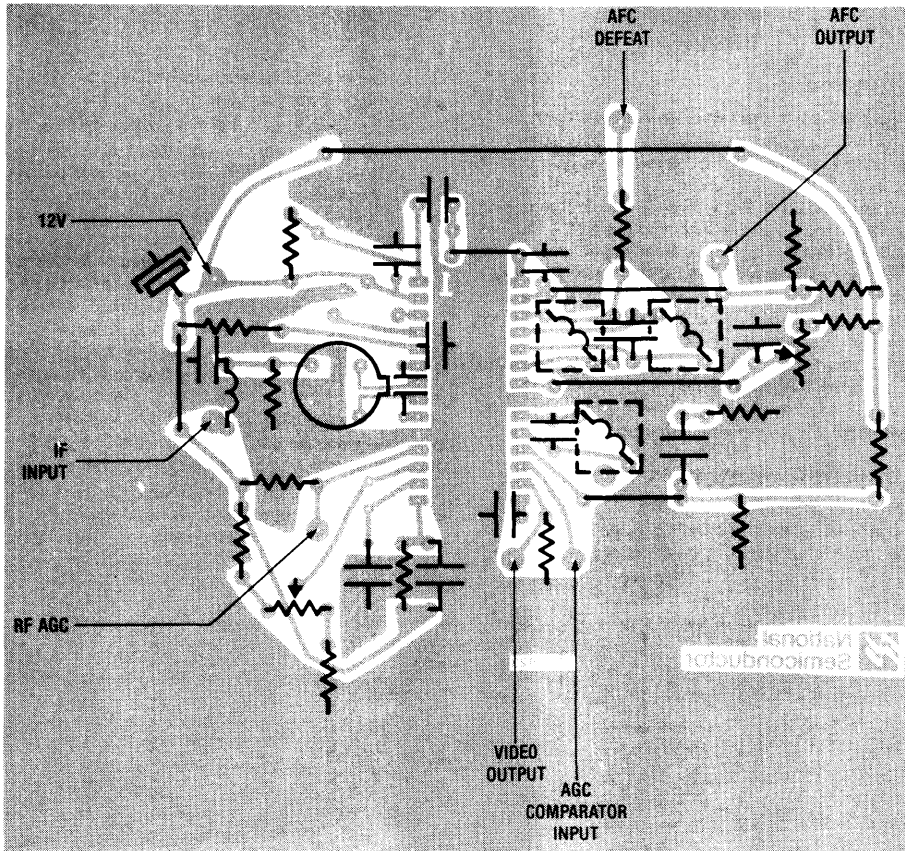 AFC
DEFEAT
AFC
OUTPUT
12V
IF
INPUT
RF AGC
National
Semiconductor
VIDEO
OUTPUT
AGC
COMPARATOR
INPUT